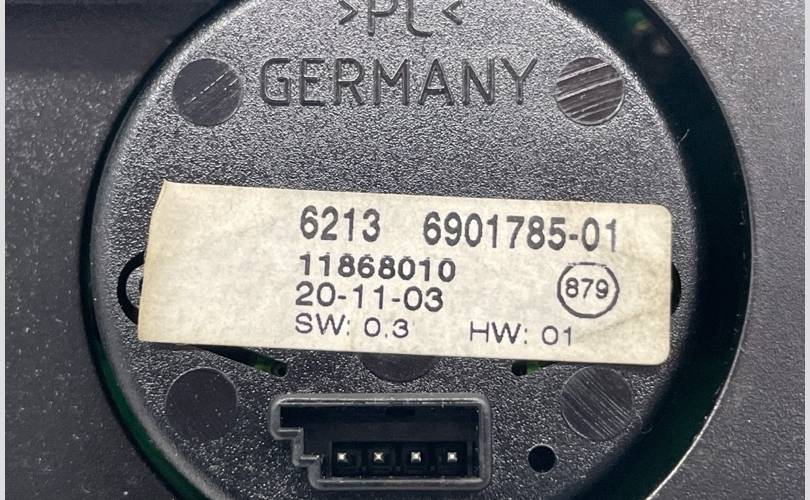 >PC<
GERMANY
6213 6901785-01
11868010
20-11-03
879
SW: 0.3 HW: 01